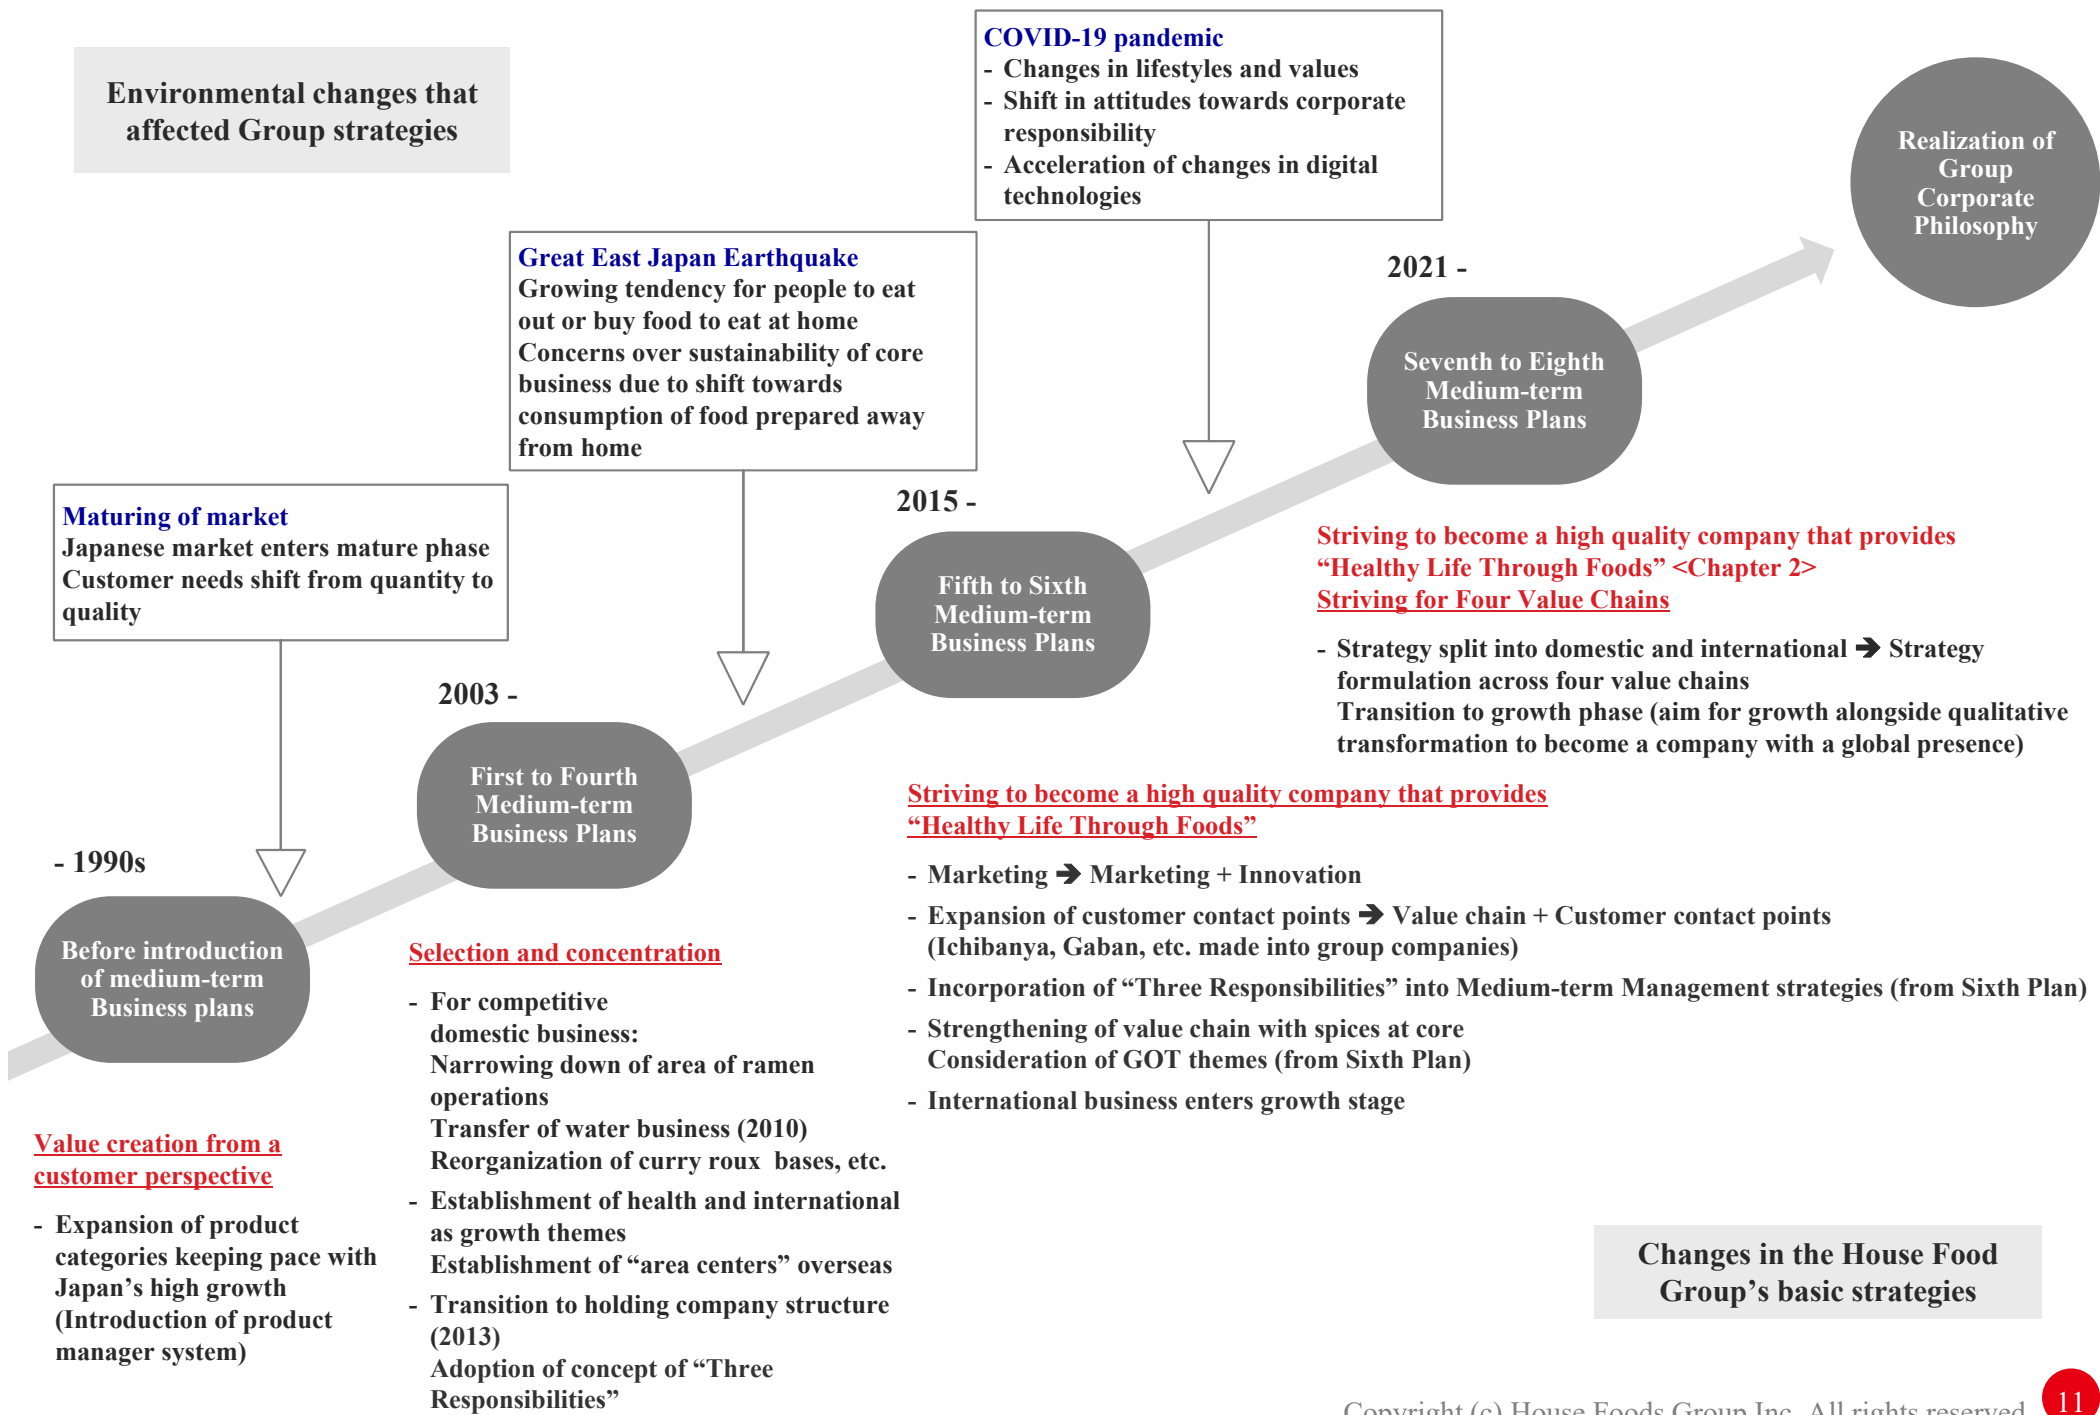 Environmental changes that
affected Group strategies
COVID-19 pandemic
- Changes in lifestyles and values
- Shift in attitudes towards corporate
responsibility
- Acceleration of changes in digital
technologies
Realization of
Group
Corporate
Philosophy
Great East Japan Earthquake
Growing tendency for people to eat
out or buy food to eat at home
Concerns over sustainability of core
business due to shift towards
consumption of food prepared away
from home
2021 -
Seventh to Eighth
Medium-term
Business Plans
Maturing of market
Japanese market enters mature phase
Customer needs shift from quantity to
quality
2015 -
Fifth to Sixth
Medium-term
Business Plans
Striving to become a high quality company that provides
“Healthy Life Through Foods” <Chapter 2>
Striving for Four Value Chains
- Strategy split into domestic and international ➔ Strategy
formulation across four value chains
Transition to growth phase (aim for growth alongside qualitative
transformation to become a company with a global presence)
2003 -
First to Fourth
Medium-term
Business Plans
Striving to become a high quality company that provides
“Healthy Life Through Foods”
- Marketing ➔ Marketing + Innovation
- Expansion of customer contact points ➔ Value chain + Customer contact points
(Ichibanya, Gaban, etc. made into group companies)
- Incorporation of “Three Responsibilities” into Medium-term Management strategies (from Sixth Plan)
- Strengthening of value chain with spices at core
Consideration of GOT themes (from Sixth Plan)
- International business enters growth stage
- 1990s
Before introduction
of medium-term
Business plans
Selection and concentration
- For competitive
domestic business:
Narrowing down of area of ramen
operations
Transfer of water business (2010)
Reorganization of curry roux bases, etc.
- Establishment of health and international
as growth themes
Establishment of “area centers” overseas
- Transition to holding company structure
(2013)
Adoption of concept of “Three
Responsibilities”
Value creation from a
customer perspective
- Expansion of product
categories keeping pace with
Japan’s high growth
(Introduction of product
manager system)
Changes in the House Food
Group’s basic strategies
Copyright (c) House Foods Group Inc. All rights reserved.
11